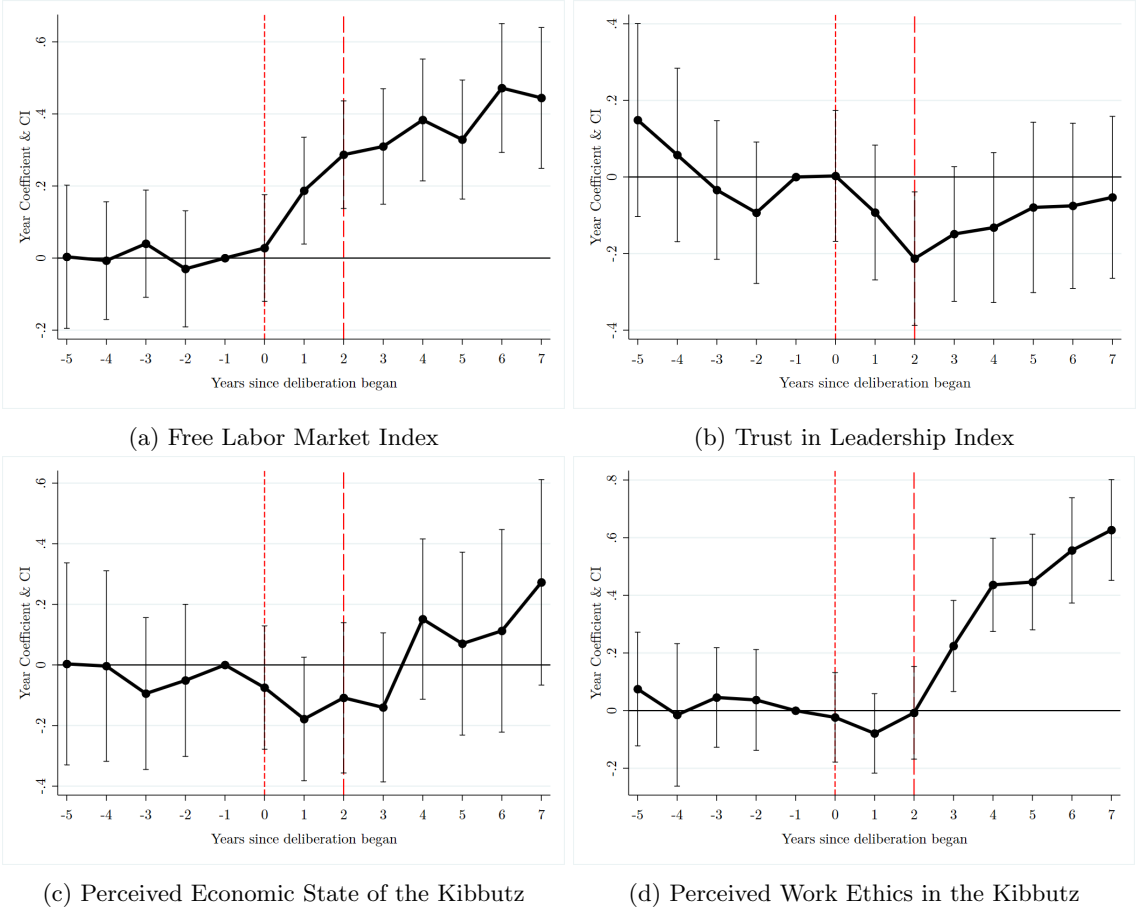 Year Coefficient & CI
.6
.4
.2
0
-.2
-5 -4 -3 -2 -1 0 1 2 3 4 5 6 7
Years since deliberation began
(a) Free Labor Market Index
Year Coefficient & CI
.4
.2
0
-.2
-.4
-5 -4 -3 -2 -1 0 1 2 3 4 5 6 7
Years since deliberation began
(b) Trust in Leadership Index
Year Coefficient & CI
.6
.4
.2
0
-.2
-.4
-5 -4 -3 -2 -1 0 1 2 3 4 5 6 7
Years since deliberation began
(c) Perceived Economic State of the Kibbutz
Year Coefficient & CI
.8
.6
.4
.2
0
-.2
-5 -4 -3 -2 -1 0 1 2 3 4 5 6 7
Years since deliberation began
(d) Perceived Work Ethics in the Kibbutz